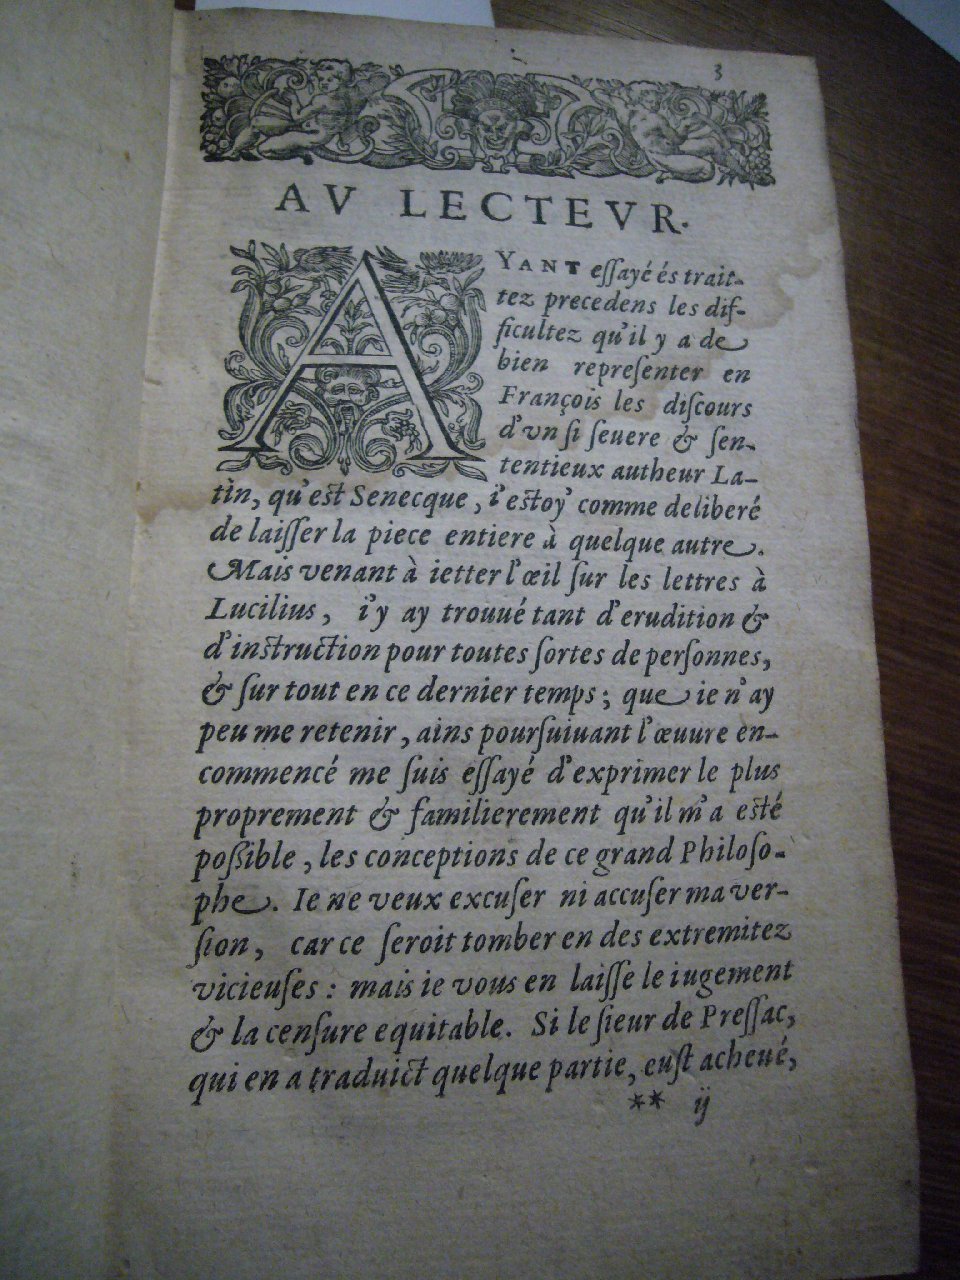 3
AV LECTEVR.
AYANT eſſayé és trait-
tez precedens les dif-
ficultez qu'il y a de
bien repreſenter en
François les diſcours
d'vn ſi ſeuere & ſen-
tentieux autheur La-
tin, qu'eſt Senecque, i'eſtoy' comme deliberé
de laiſſer la piece entiere à quelque autre.
Mais venant à ietter l'œil ſur les lettres à
Lucilius, i'y ay trouué tant d'erudition &
d'inſtruction pour toutes ſortes de perſonnes,
& ſur tout en ce dernier temps; que ie n'ay
peu me retenir, ains pourſuiuant l'œuure en-
commencé me ſuis eſſayé d'exprimer le plus
proprement & familierement qu'il m'a eſté
poſſible, les conceptions de ce grand Philoſo-
phe. Ie ne veux excuſer ni accuſer ma ver-
ſion, car ce ſeroit tomber en des extremitez
vicieuſes: mais ie vous en laiſſe le iugement
& la cenſure equitable. Si le ſieur de Preſſac,
qui en a traduict quelque partie, euſt acheué,
** ij